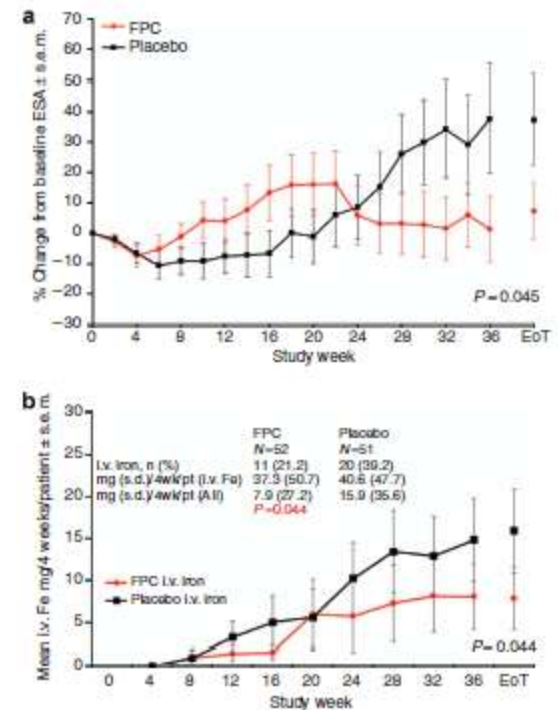 a
% Change from baseline ESA ± s.e.m.
70
60
50
40
30
20
10
0
−10
−20
−30
FPC
Placebo
P=0.045
0 4 8 12 16 20 24 28 32 36 EoT
Study week
b
Mean i.v. Fe mg/4 weeks/patient ± s.e.m.
30
25
20
15
10
5
0
FPC Placebo
N=52 N=51
i.v. Iron, n (%) 11 (21.2) 20 (39.2)
mg (s.d.)/4wk/pt (i.v. Fe) 37.3 (50.7) 40.6 (47.7)
mg (s.d.)/4wk/pt (All) 7.9 (27.2) 15.9 (35.6)
P=0.044
FPC i.v. iron
Placebo i.v. iron
P=0.044
0 4 8 12 16 20 24 28 32 36 EoT
Study week